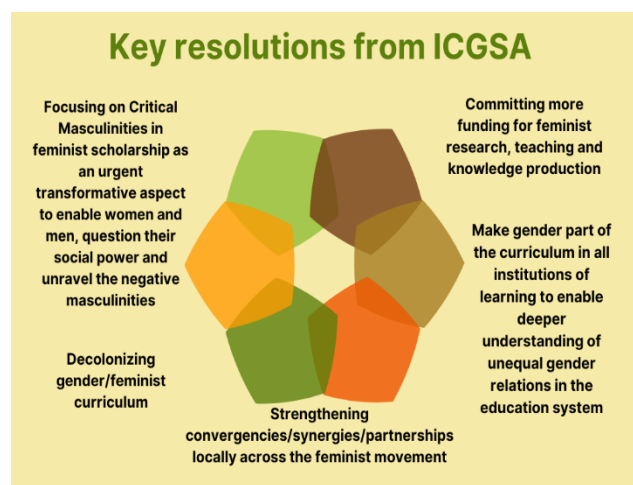 Key resolutions from ICGSA
Focusing on Critical
Masculinities in
feminist scholarship as
an urgent
transformative aspect
to enable women and
men, question their
social power and
unravel the negative
masculinities
Committing more
funding for feminist
research, teaching and
knowledge production
Make gender part of
the curriculum in all
institutions of
learning to enable
deeper
understanding of
unequal gender
relations in the
education system
Decolonizing
gender/feminist
curriculum
Strengthening
convergencies/synergies/partnerships
locally across the feminist movement